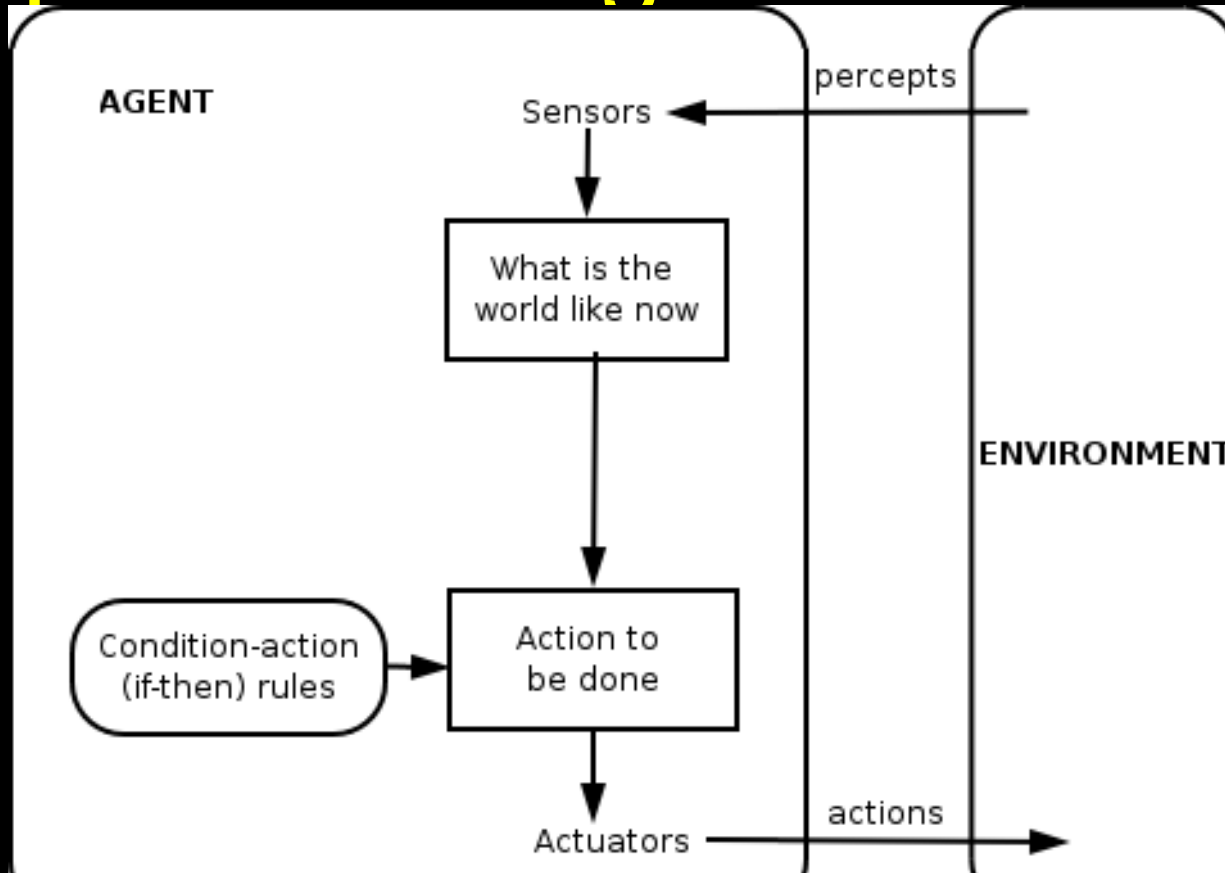 AGENT
percepts
Sensors
What is the
world like now
ENVIRONMENT
Condition-action
(if-then) rules
Action to
be done
actions
Actuators